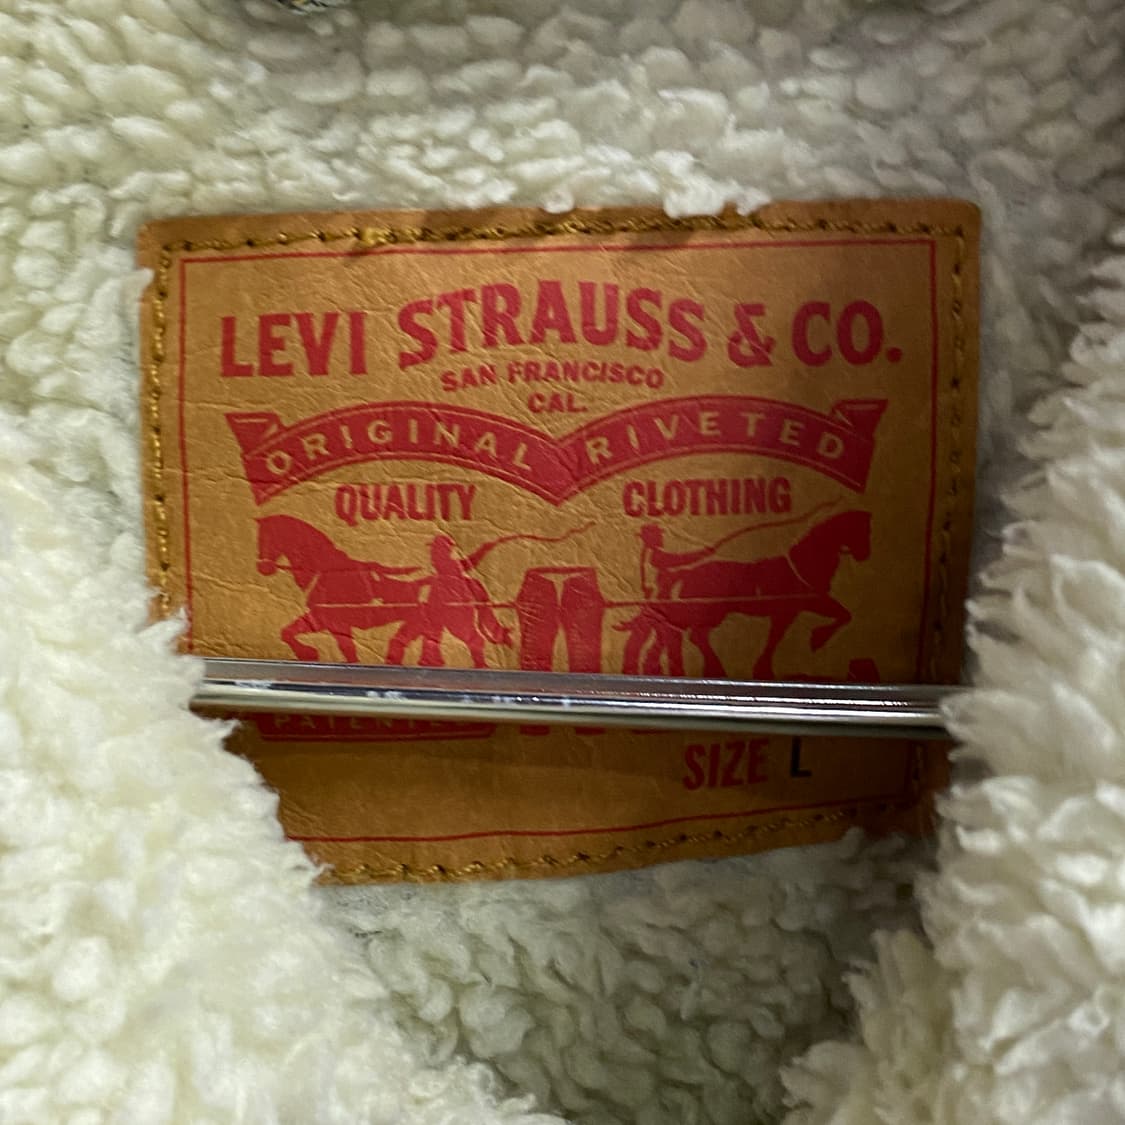 LEVI STRAUSS & CO.
SAN FRANCISCO
CAL.
ORIGINAL RIVETED
QUALITY CLOTHING
SIZE L